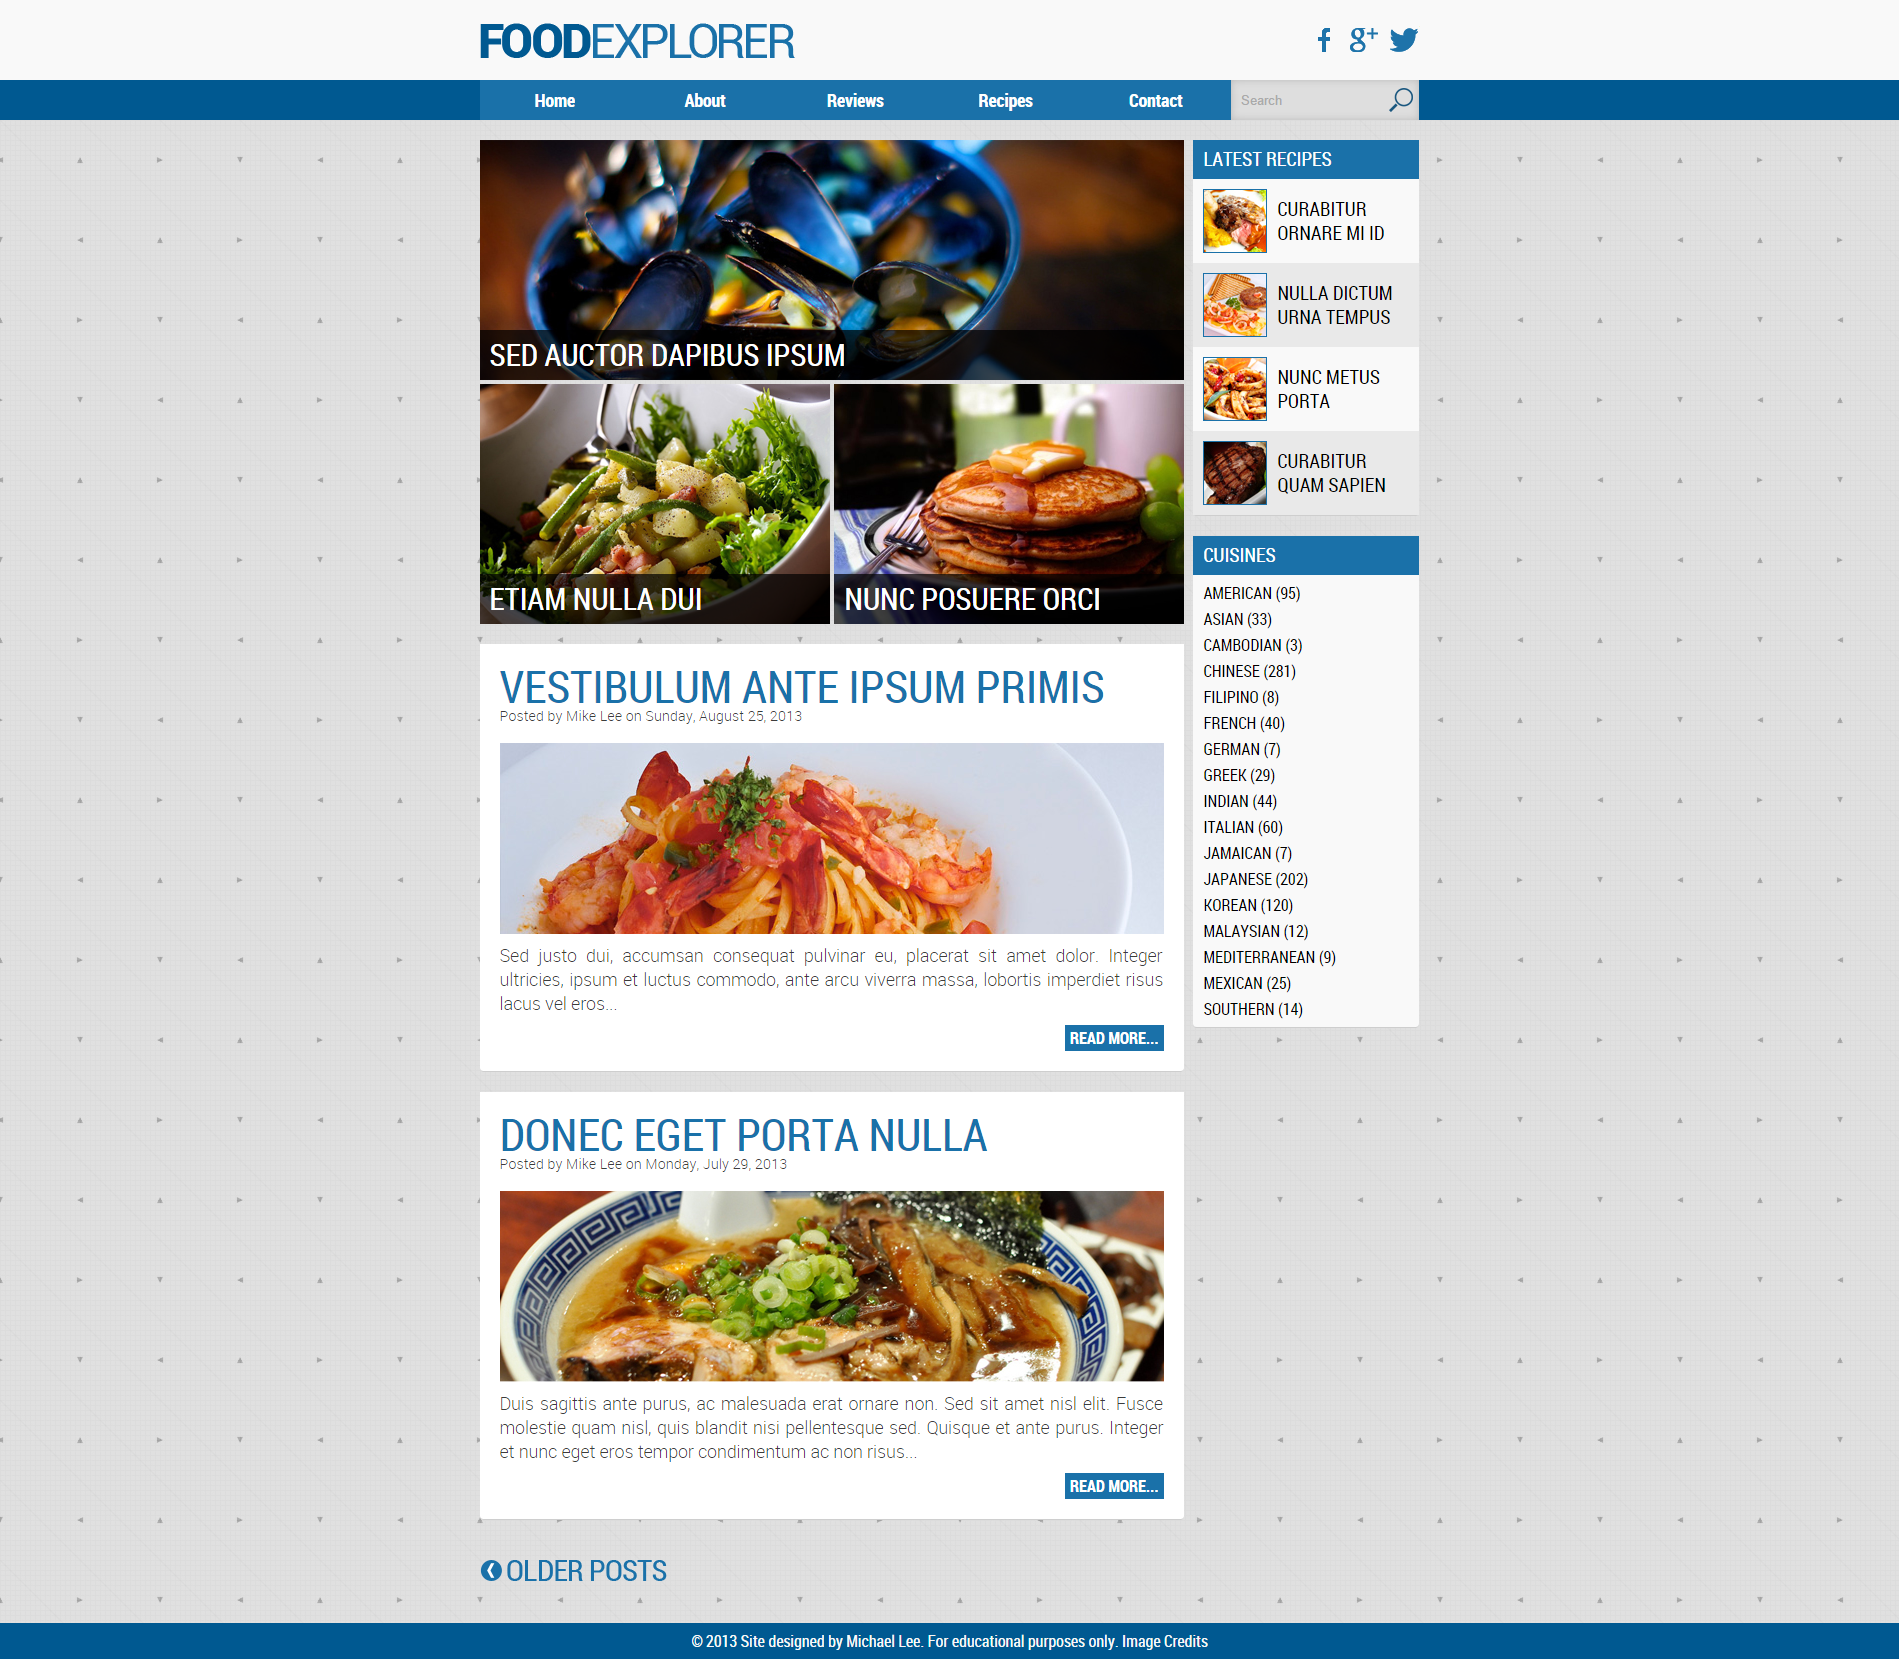 FOODEXPLORER
Home
About
Reviews
Recipes
Contact
Search
SED AUCTOR DAPIBUS IPSUM
ETIAM NULLA DUI
NUNC POSUERE ORCI
VESTIBULUM ANTE IPSUM PRIMIS
Posted by Mike Lee on Sunday, August 25, 2013
Sed justo dui, accumsan consequat pulvinar eu, placerat sit amet dolor. Integer
ultricies, ipsum et luctus commodo, ante arcu viverra massa, lobortis imperdiet risus
lacus vel eros...
READ MORE...
DONEC EGET PORTA NULLA
Posted by Mike Lee on Monday, July 29, 2013
Duis sagittis ante purus, ac malesuada erat ornare non. Sed sit amet nisl elit. Fusce
molestie quam nisl, quis blandit nisi pellentesque sed. Quisque et ante purus. Integer
et nunc eget eros tempor condimentum ac non risus...
READ MORE...
OLDER POSTS
LATEST RECIPES
CURABITUR
ORNARE MI ID
NULLA DICTUM
URNA TEMPUS
NUNC METUS
PORTA
CURABITUR
QUAM SAPIEN
CUISINES
AMERICAN (95)
ASIAN (33)
CAMBODIAN (3)
CHINESE (281)
FILIPINO (8)
FRENCH (40)
GERMAN (7)
GREEK (29)
INDIAN (44)
ITALIAN (60)
JAMAICAN (7)
JAPANESE (202)
KOREAN (120)
MALAYSIAN (12)
MEDITERRANEAN (9)
MEXICAN (25)
SOUTHERN (14)
© 2013 Site designed by Michael Lee. For educational purposes only. Image Credits